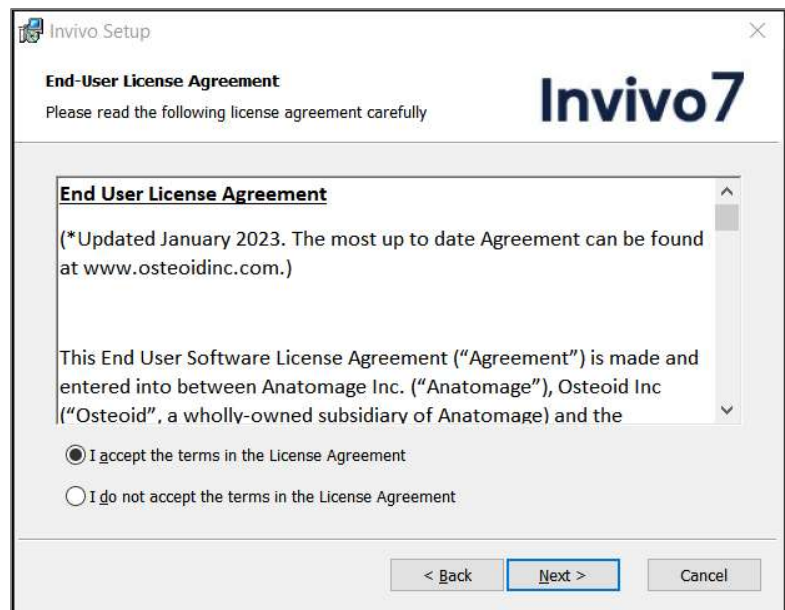 Invivo Setup
End-User License Agreement
Please read the following license agreement carefully
Invivo7
End User License Agreement
(*Updated January 2023. The most up to date Agreement can be found
at www.osteoidinc.com.)
This End User Software License Agreement (“Agreement”) is made and
entered into between Anatomage Inc. (“Anatomage”), Osteoid Inc
(“Osteoid”, a wholly-owned subsidiary of Anatomage) and the
I accept the terms in the License Agreement
I do not accept the terms in the License Agreement
< Back
Next >
Cancel